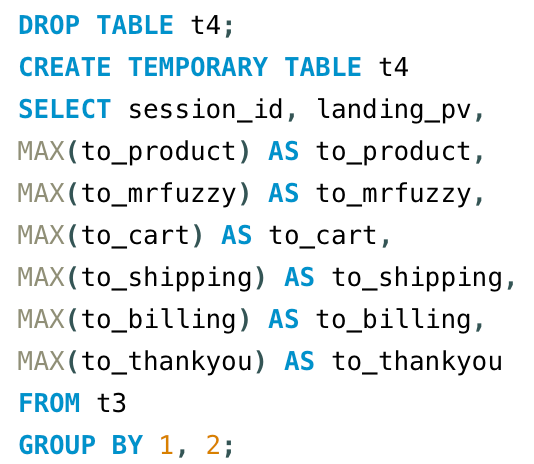 DROP TABLE t4;
CREATE TEMPORARY TABLE t4
SELECT session_id, landing_pv,
MAX(to_product) AS to_product,
MAX(to_mrfuzzy) AS to_mrfuzzy,
MAX(to_cart) AS to_cart,
MAX(to_shipping) AS to_shipping,
MAX(to_billing) AS to_billing,
MAX(to_thankyou) AS to_thankyou
FROM t3
GROUP BY 1, 2;